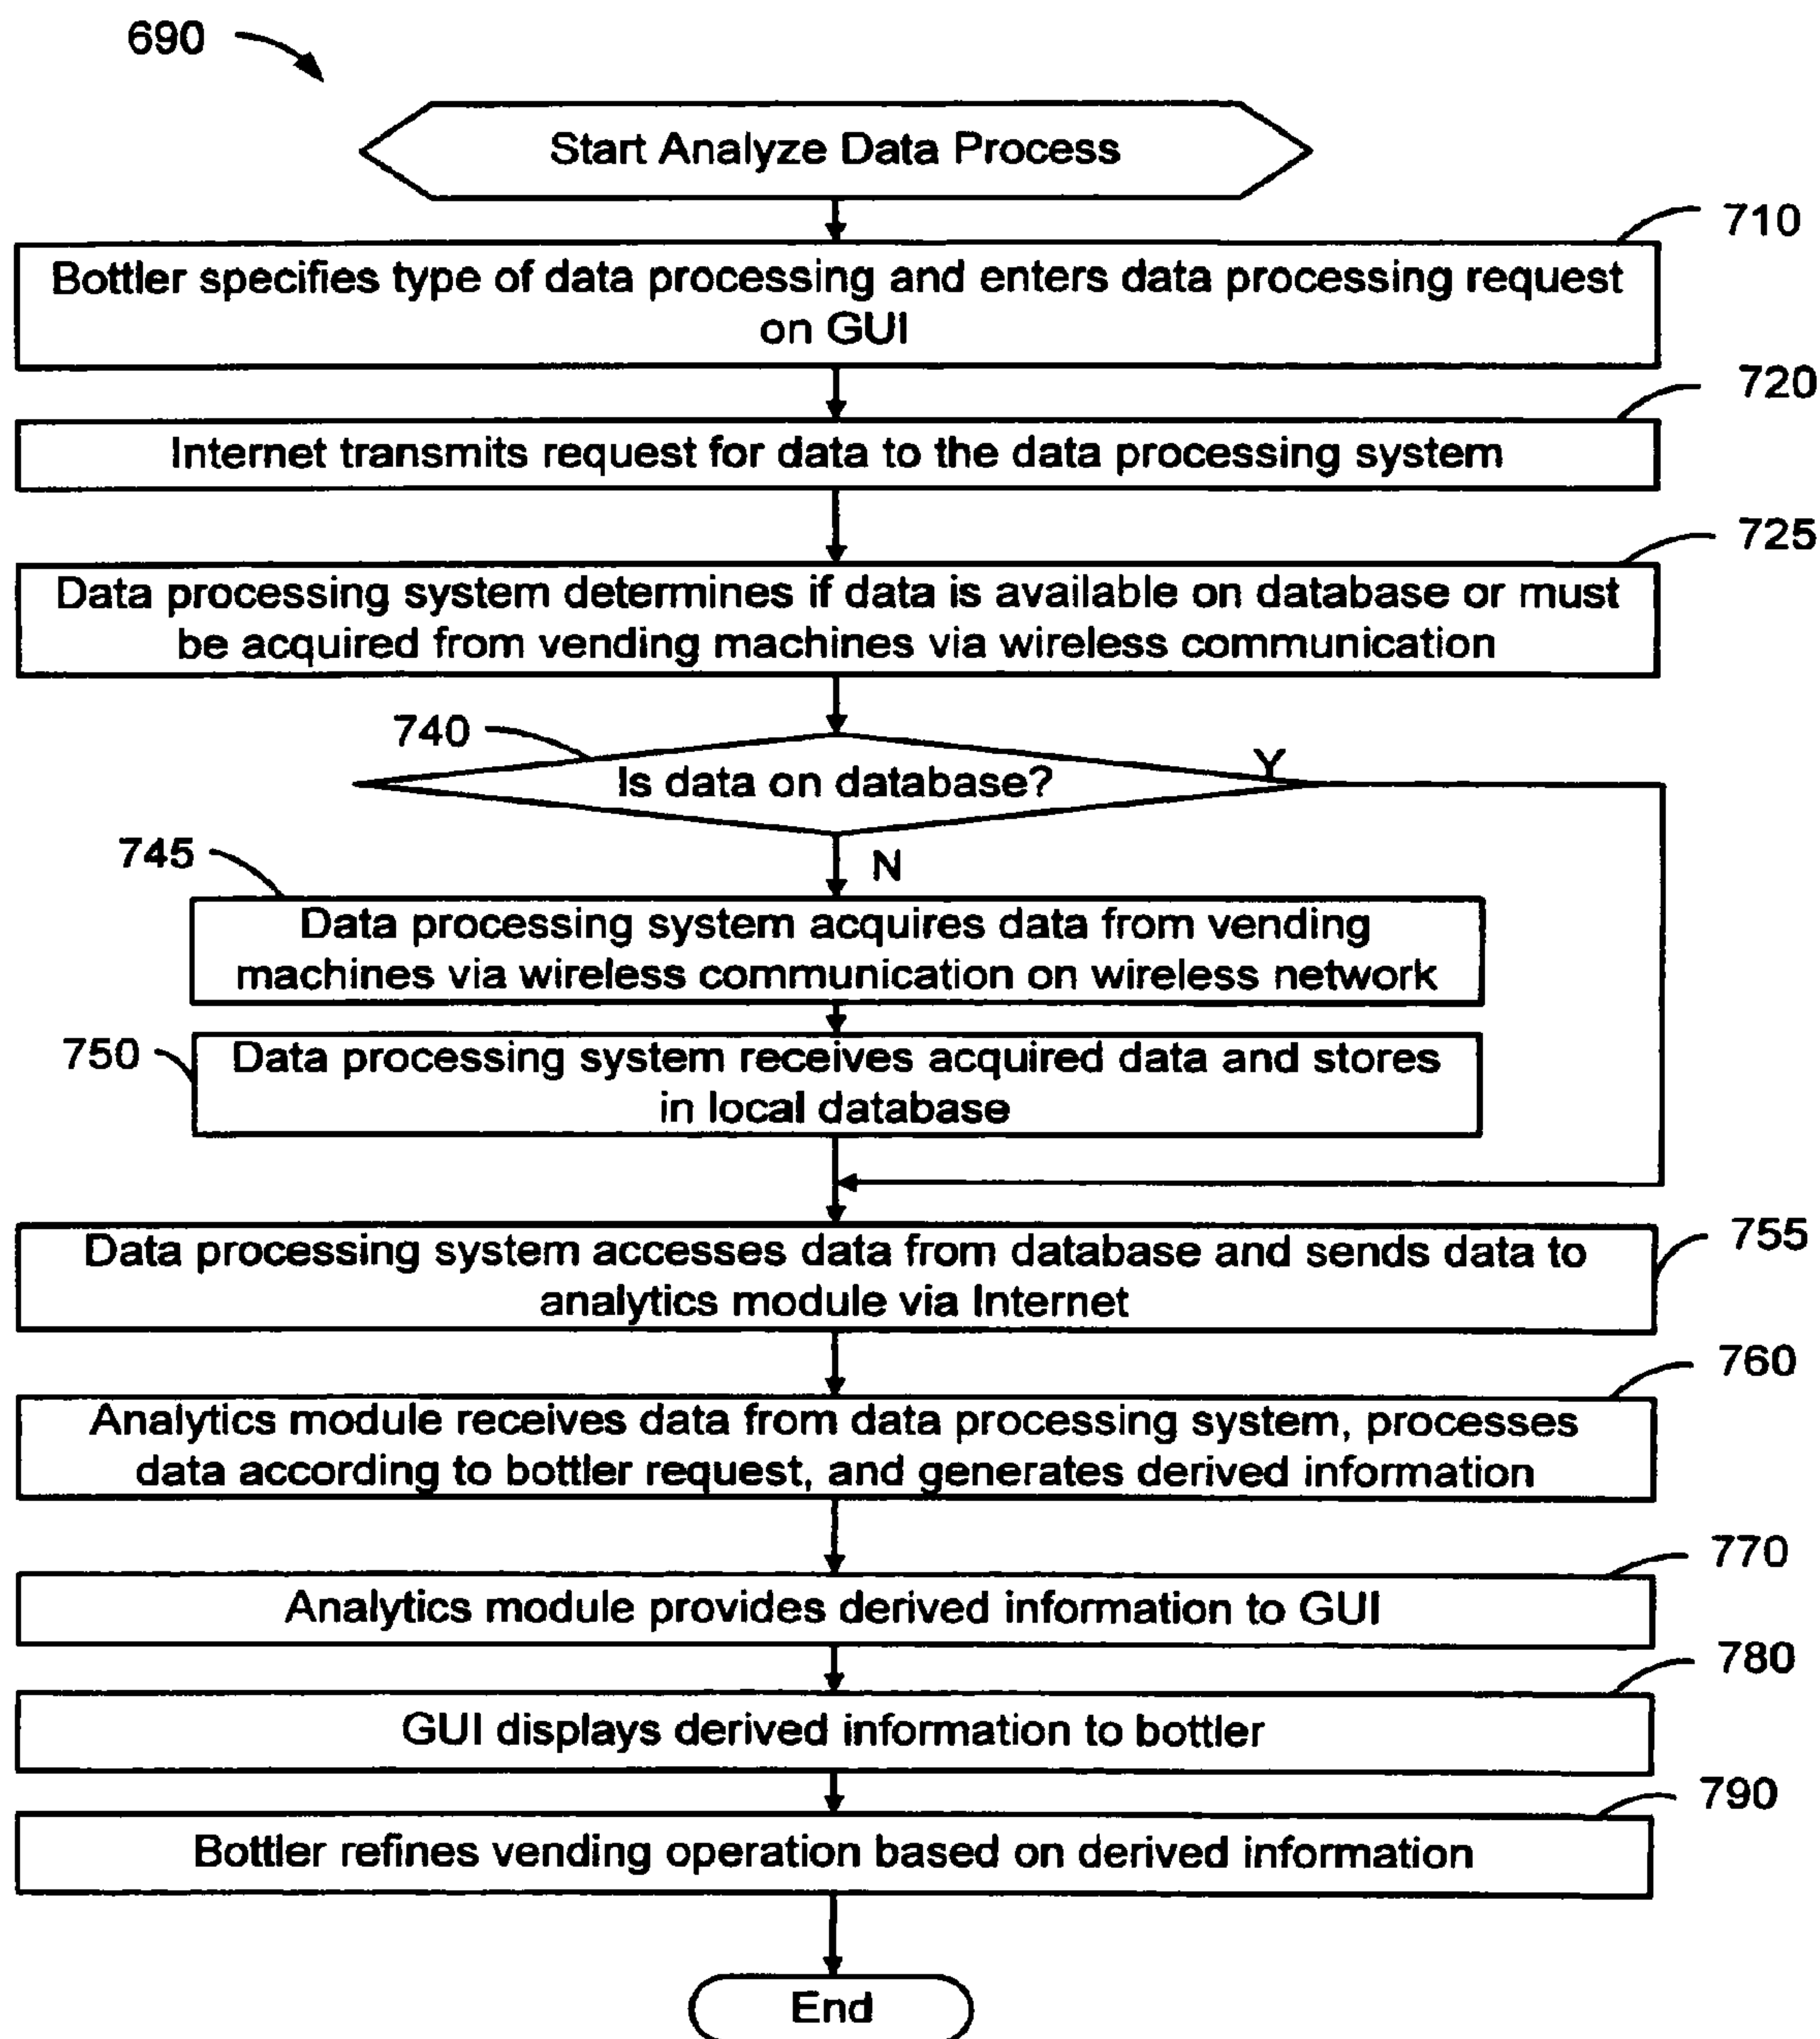 690
Start Analyze Data Process
710
Bottler specifies type of data processing and enters data processing request
on GUI
720
Internet transmits request for data to the data processing system
725
Data processing system determines if data is available on database or must
be acquired from vending machines via wireless communication
740
Is data on database?
Y
N
745
Data processing system acquires data from vending
machines via wireless communication on wireless network
750
Data processing system receives acquired data and stores
in local database
755
Data processing system accesses data from database and sends data to
analytics module via Internet
760
Analytics module receives data from data processing system, processes
data according to bottler request, and generates derived information
770
Analytics module provides derived information to GUI
780
GUI displays derived information to bottler
790
Bottler refines vending operation based on derived information
End